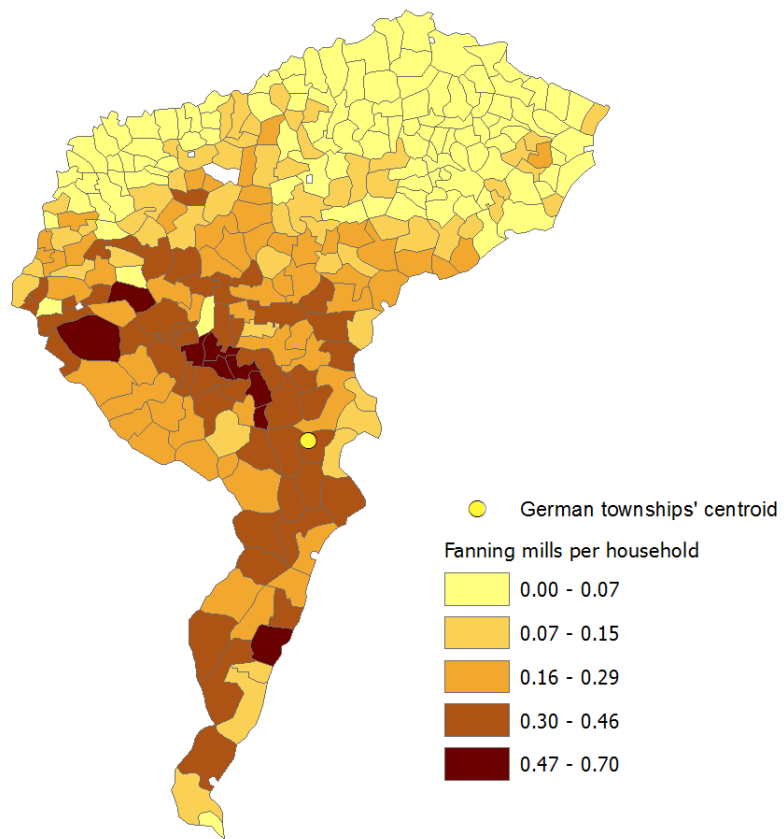 German townships' centroid
Fanning mills per household
0.00 - 0.07
0.07 - 0.15
0.16 - 0.29
0.30 - 0.46
0.47 - 0.70